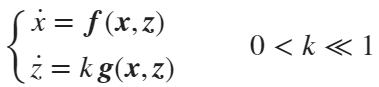 ẋ = f(x, z)
ż = k g(x, z)
0 < k ≪ 1